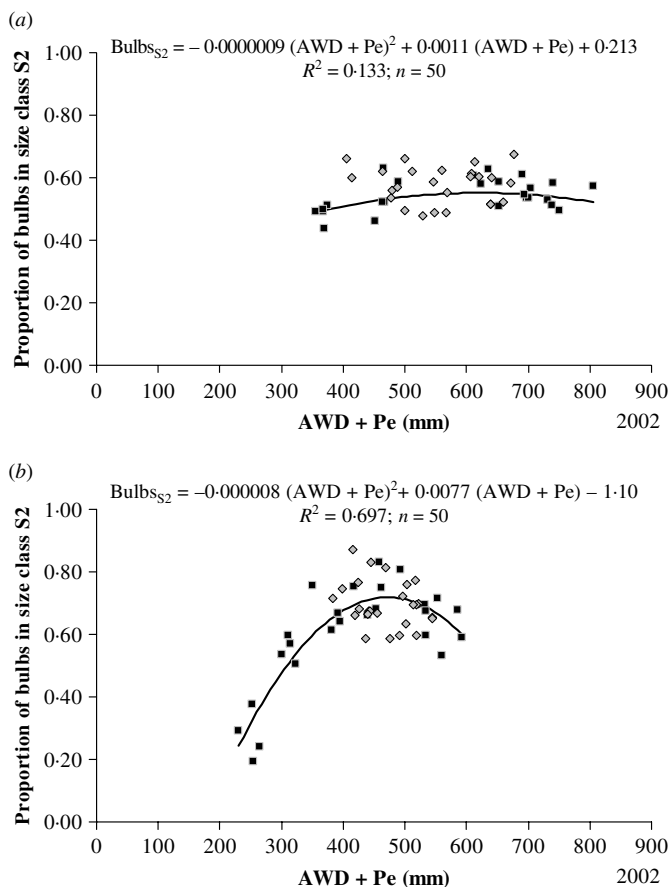 (a)
Bulbs_S2 = – 0·0000009 (AWD + Pe)² + 0·0011 (AWD + Pe) + 0·213
R² = 0·133; n = 50
Proportion of bulbs in size class S2
1·00
0·80
0·60
0·40
0·20
0·00
0 100 200 300 400 500 600 700 800 900
AWD + Pe (mm) 2002
(b)
Bulbs_S2 = –0·000008 (AWD + Pe)²+ 0·0077 (AWD + Pe) – 1·10
R² = 0·697; n = 50
Proportion of bulbs in size class S2
1·00
0·80
0·60
0·40
0·20
0·00
0 100 200 300 400 500 600 700 800 900
AWD + Pe (mm) 2002